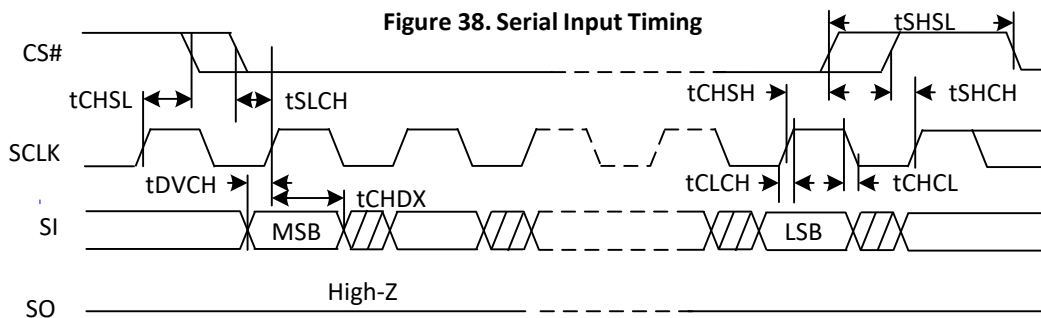 Figure 38. Serial Input Timing
tSHSL
CS#
tCHSL
tSLCH
tCHSH
tSHCH
SCLK
tDVCH
tCHDX
tCLCH
tCHCL
SI
MSB
LSB
High-Z
SO